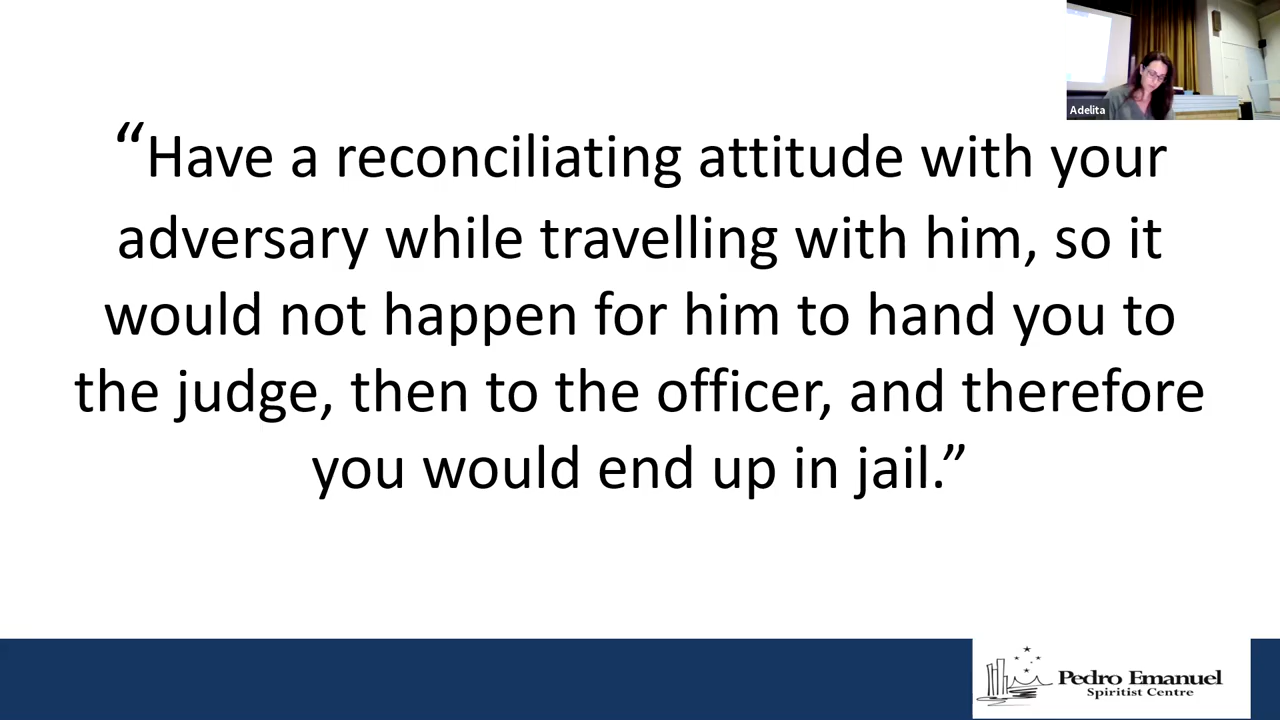 Adelita
“Have a reconciliating attitude with your
adversary while travelling with him, so it
would not happen for him to hand you to
the judge, then to the officer, and therefore
you would end up in jail.”
Pedro Emanuel
Spiritist Centre